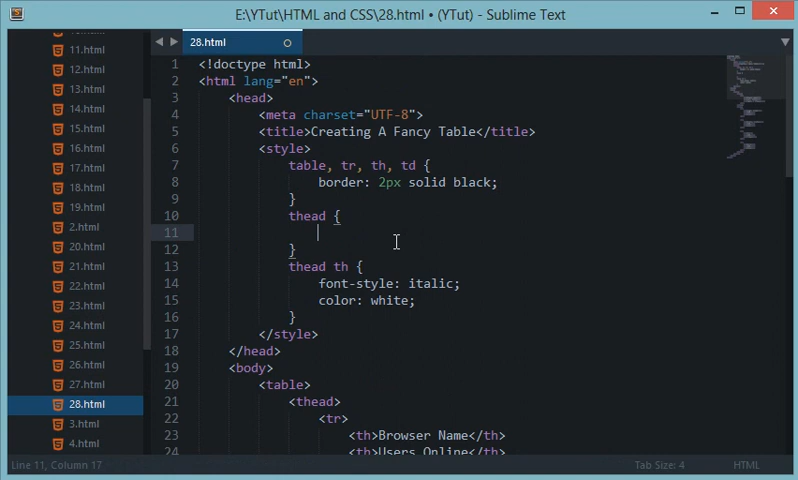 E:\YTut\HTML and CSS\28.html • (YTut) - Sublime Text
28.html
11.html
12.html
13.html
14.html
15.html
16.html
17.html
18.html
19.html
2.html
20.html
21.html
22.html
23.html
24.html
25.html
26.html
27.html
28.html
3.html
4.html
1 <!doctype html>
2 <html lang="en">
3 <head>
4 <meta charset="UTF-8">
5 <title>Creating A Fancy Table</title>
6 <style>
7 table, tr, th, td {
8 border: 2px solid black;
9 }
10 thead {
11
12 }
13 thead th {
14 font-style: italic;
15 color: white;
16 }
17 </style>
18 </head>
19 <body>
20 <table>
21 <thead>
22 <tr>
23 <th>Browser Name</th>
24 <th>Users Online</th>
Line 11, Column 17
Tab Size: 4
HTML